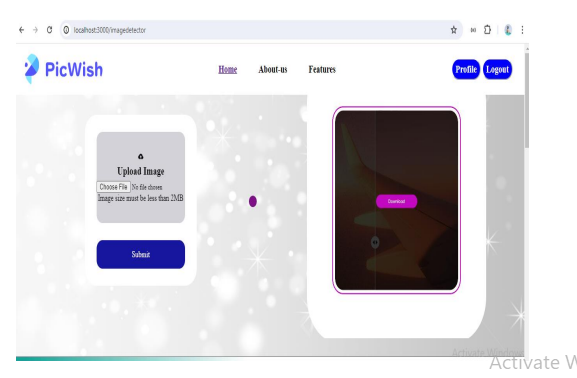 localhost:3000/imagedetector
PicWish
Home About-us Features
Profile Logout
Upload Image
Choose File No file chosen
Image size must be less than 2MB
Submit
Download
Activate Windows
Activate W